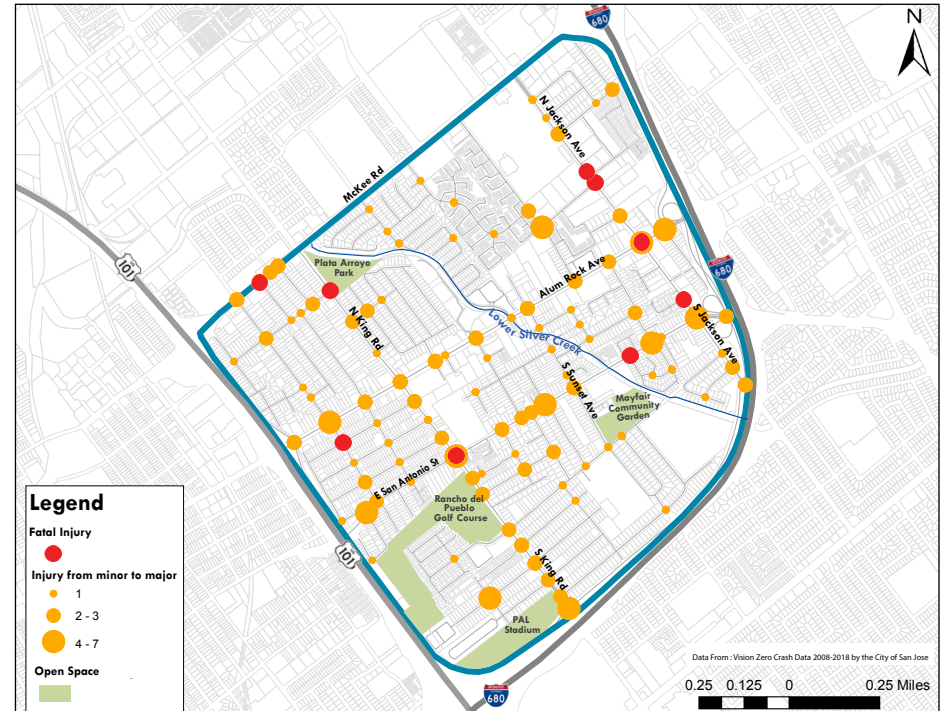 680
N
N Jackson Ave
McKee Rd
101
Plata Arroyo
Park
Alum Rock Ave
680
N King Rd
Lower Silver Creek
S Jackson Ave
S Sunset Ave
Mayfair
Community
Garden
E San Antonio St
Rancho del
Pueblo
Golf Course
101
S King Rd
PAL
Stadium
Legend
Fatal Injury
Injury from minor to major
1
2 - 3
4 - 7
Open Space
680
Data From : Vision Zero Crash Data 2008-2018 by the City of San Jose
0.25 0.125 0 0.25 Miles